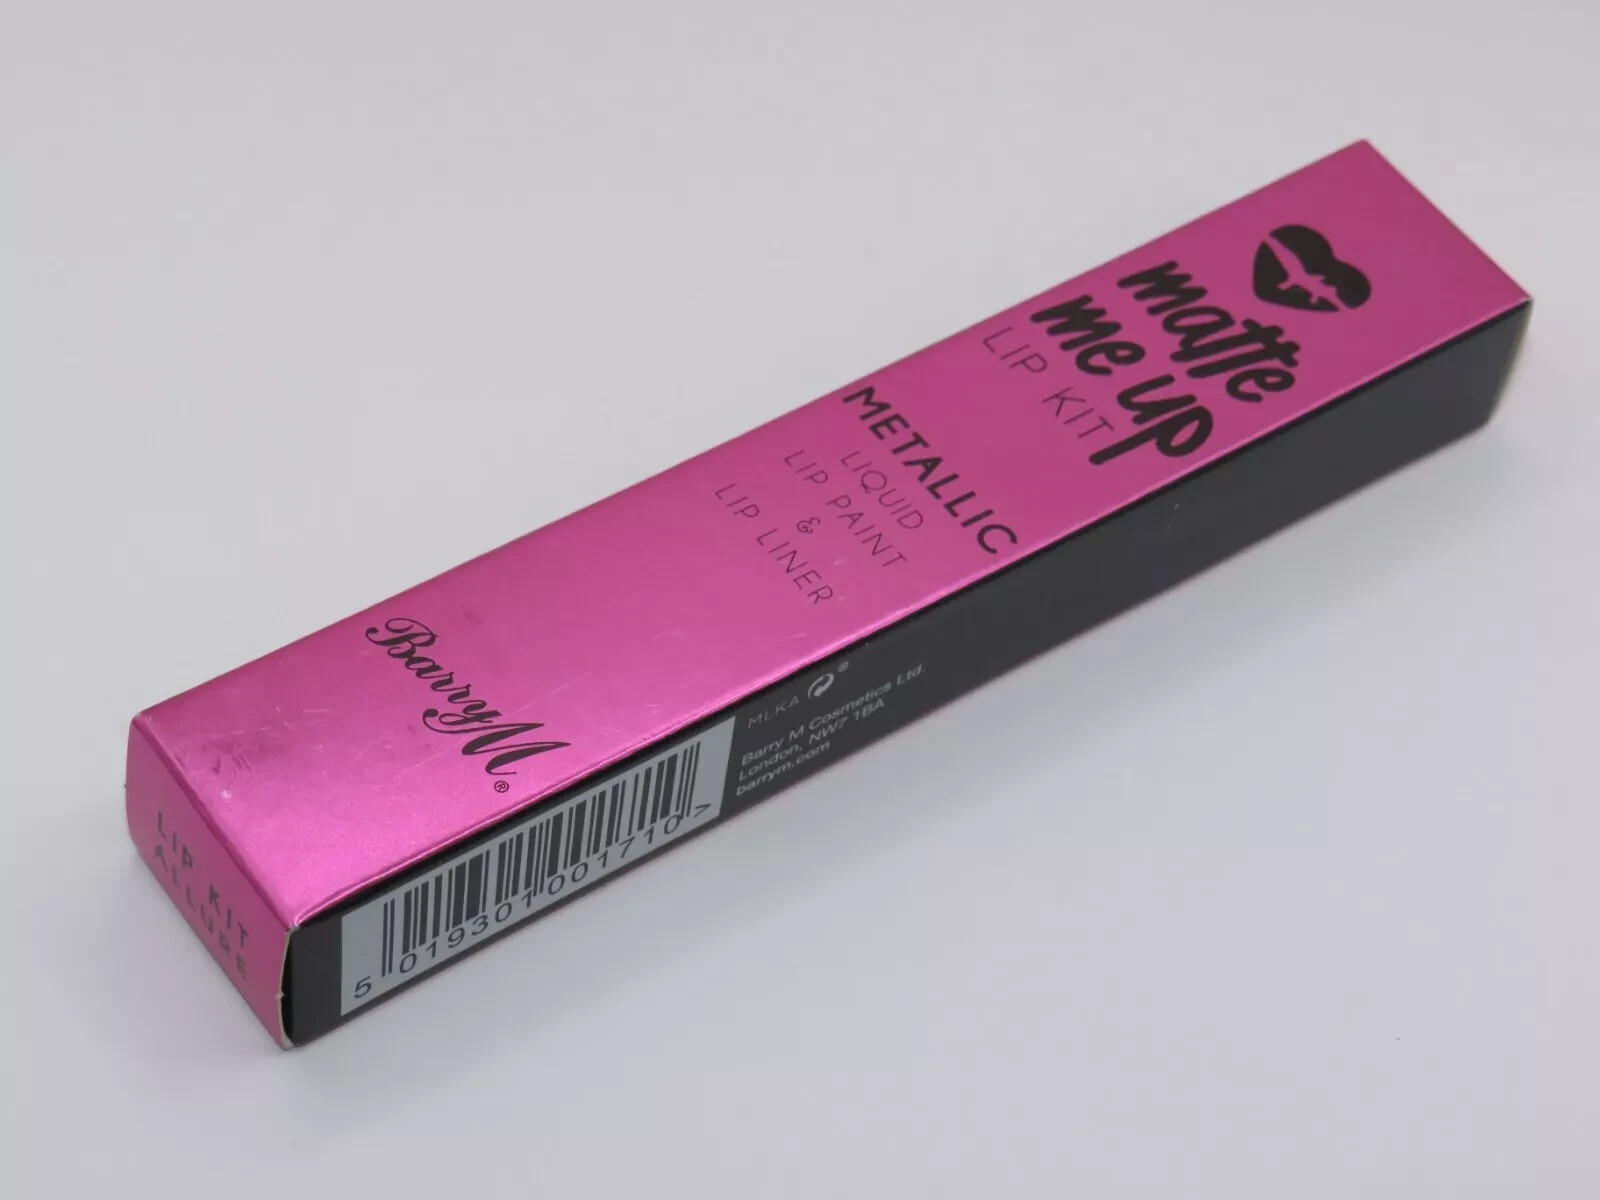 matte
me up
LIP KIT
METALLIC
LIQUID
LIP PAINT
&
LIP LINER
BarryM®
LIP KIT
ALLURE
MLKA ®
Barry M Cosmetics Ltd.
London, NW7 1BA
barrym.com
5 019301 001710 >